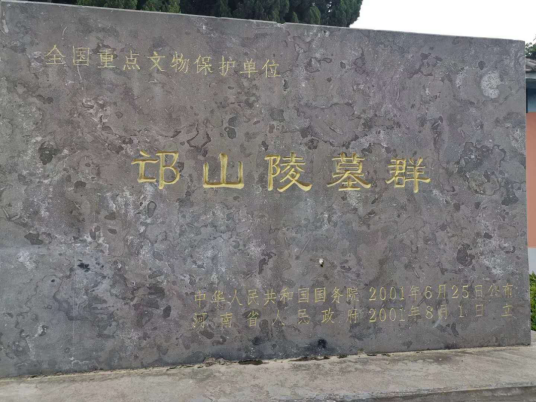 全国重点文物保护单位
邙山陵墓群
中华人民共和国国务院 2001年6月25日公布
河南省人民政府 2001年8月1日 立